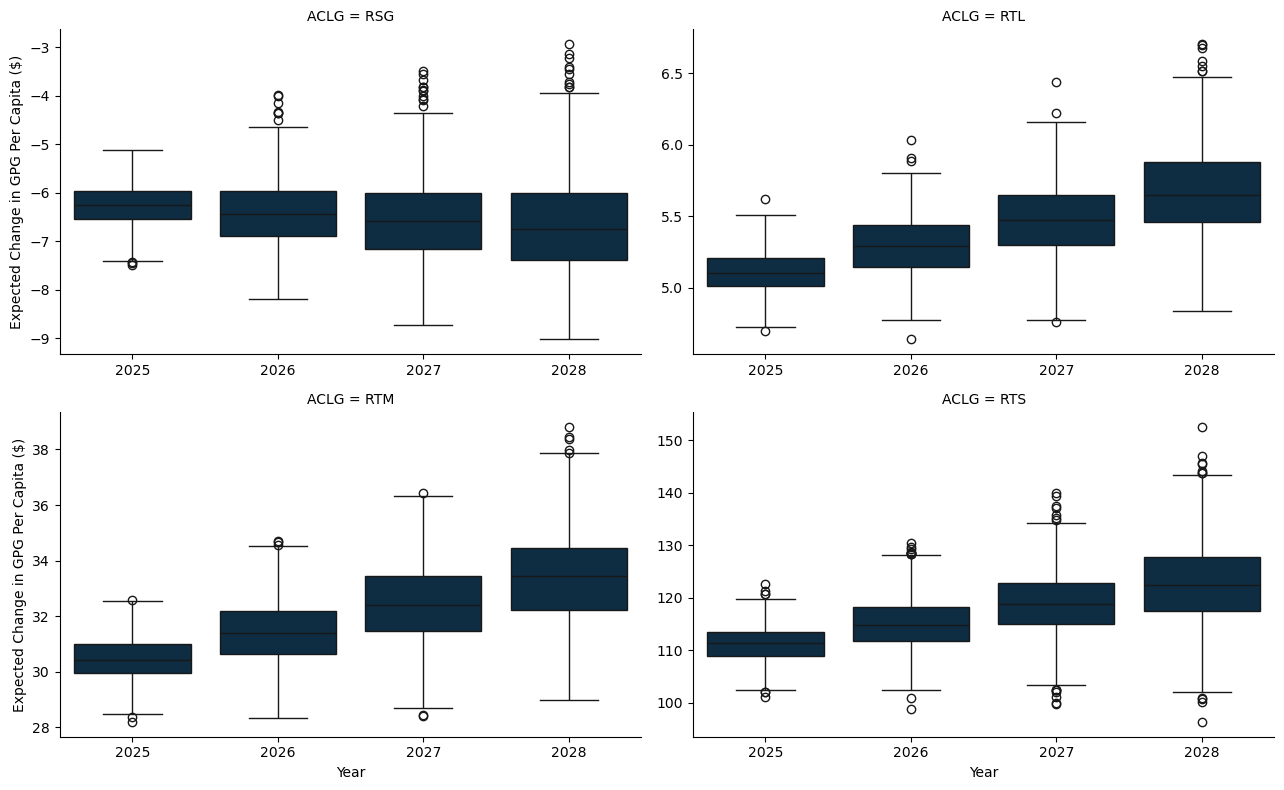 ACLG = RSG
ACLG = RTL
Expected Change in GPG Per Capita ($)
−3
−4
−5
−6
−7
−8
−9
2025 2026 2027 2028
6.5
6.0
5.5
5.0
2025 2026 2027 2028
ACLG = RTM
ACLG = RTS
Expected Change in GPG Per Capita ($)
38
36
34
32
30
28
2025 2026 2027 2028
Year
150
140
130
120
110
100
2025 2026 2027 2028
Year